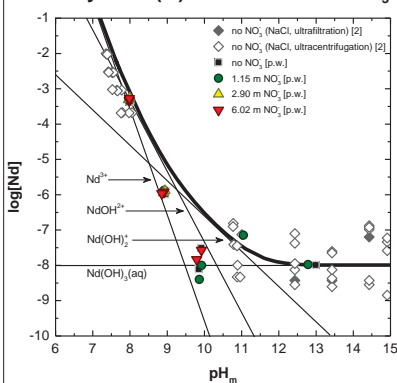 no NO₃⁻ (NaCl, ultrafiltration) [2]
no NO₃⁻ (NaCl, ultracentrifugation) [2]
no NO₃⁻ [p.w.]
1.15 m NO₃⁻ [p.w.]
2.90 m NO₃⁻ [p.w.]
6.02 m NO₃⁻ [p.w.]
log[Nd]
-1
-2
-3
-4
-5
-6
-7
-8
-9
-10
Nd³⁺
NdOH²⁺
Nd(OH)₂⁺
Nd(OH)₃(aq)
6 7 8 9 10 11 12 13 14 15
pHₘ